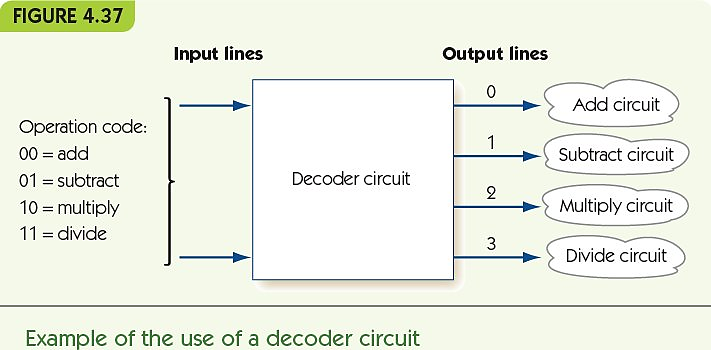 FIGURE 4.37
Input lines
Output lines
Operation code:
00 = add
01 = subtract
10 = multiply
11 = divide
Decoder circuit
0
Add circuit
1
Subtract circuit
2
Multiply circuit
3
Divide circuit
Example of the use of a decoder circuit